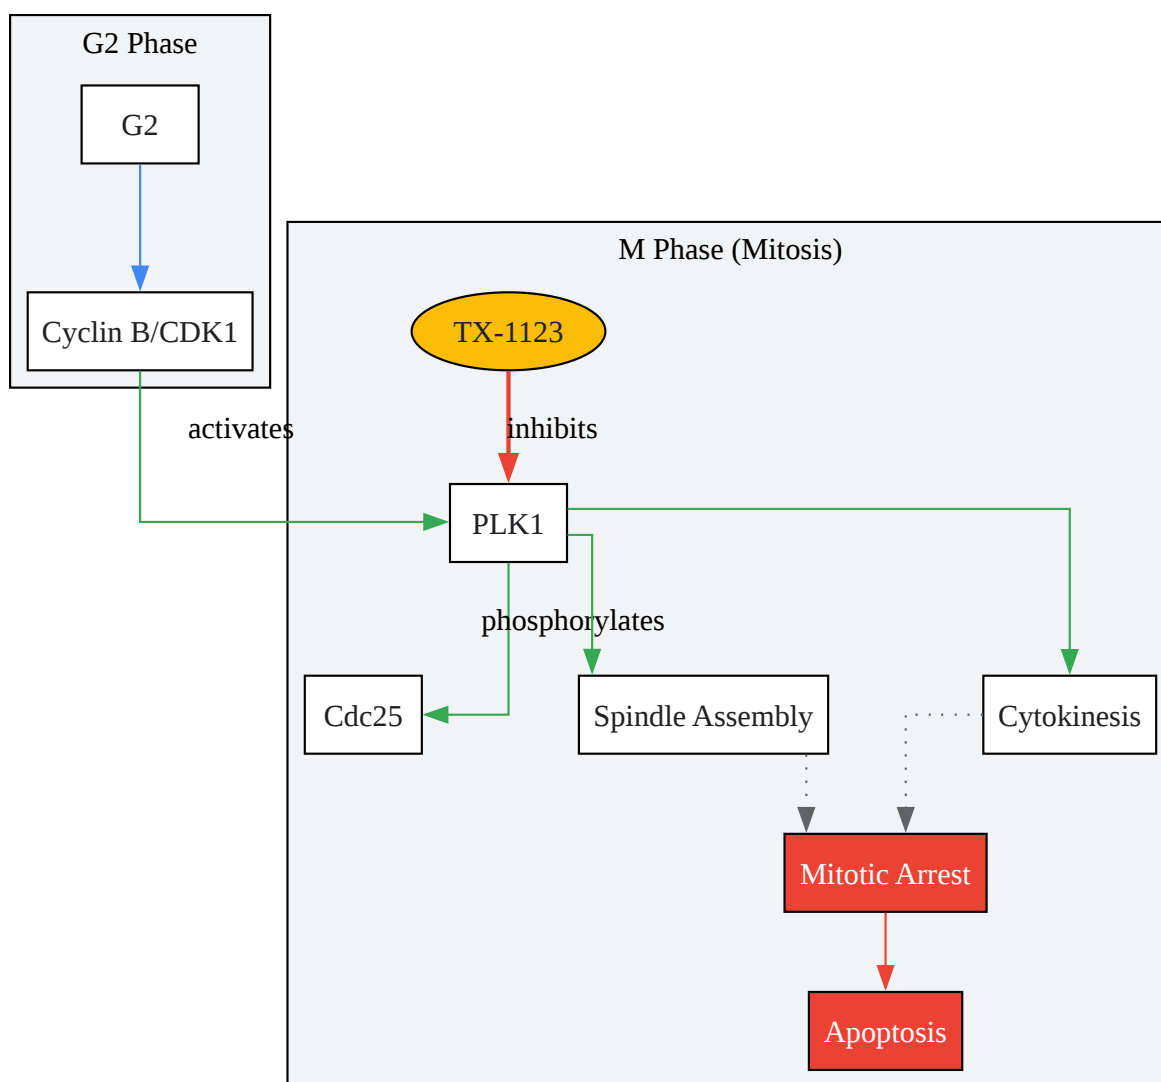 G2 Phase
G2
Cyclin B/CDK1
activates
M Phase (Mitosis)
TX-1123
inhibits
PLK1
phosphorylates
Cdc25
Spindle Assembly
Cytokinesis
Mitotic Arrest
Apoptosis